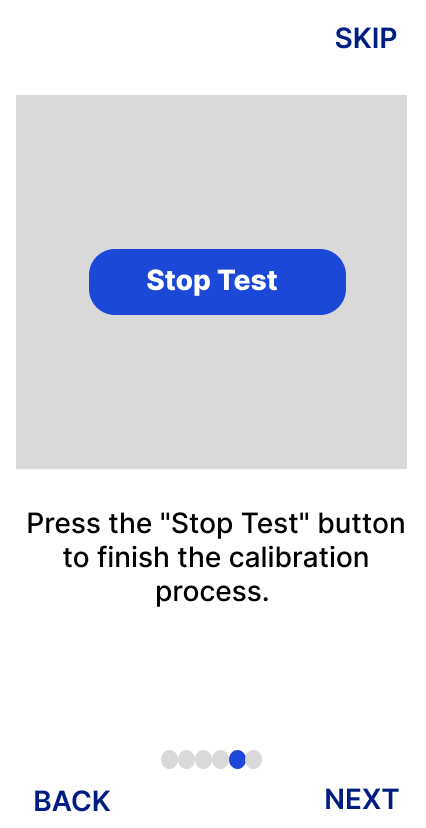 SKIP
Stop Test
Press the "Stop Test" button
to finish the calibration
process.
BACK
NEXT